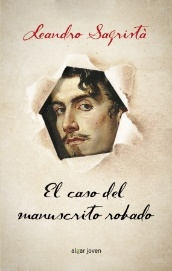 Leandro Sagristà
El caso del
manuscrito robado
algar joven